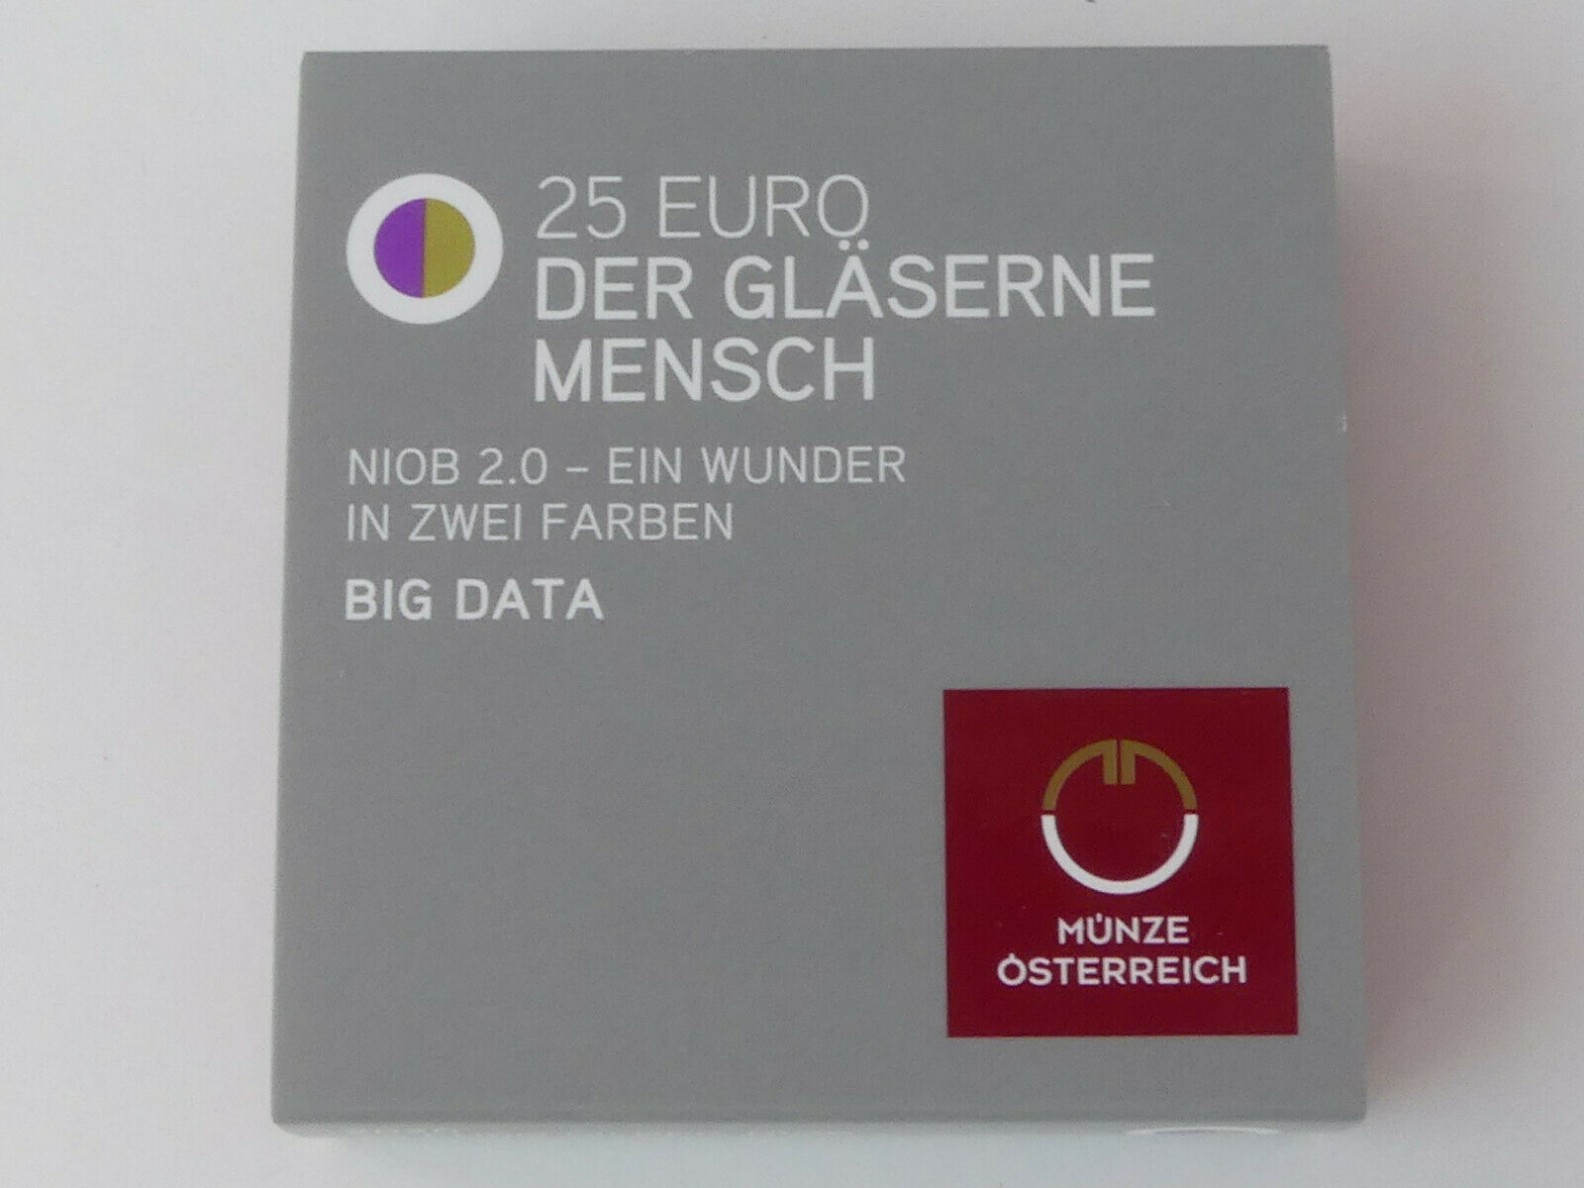 25 EURO
DER GLÄSERNE
MENSCH
NIOB 2.0 – EIN WUNDER
IN ZWEI FARBEN
BIG DATA
MÜNZE
ÖSTERREICH